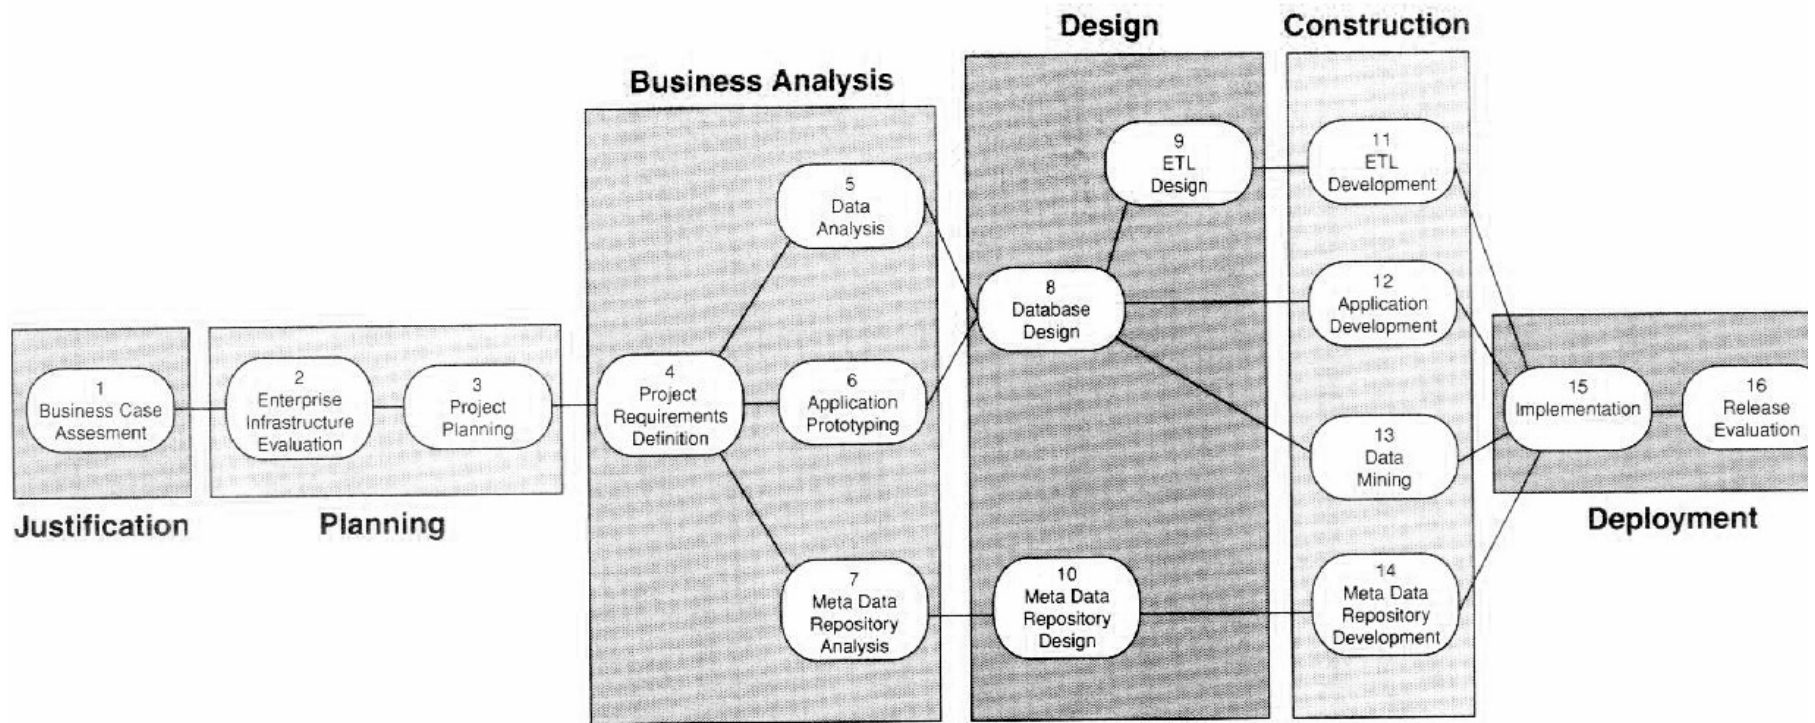 Justification
1
Business Case
Assesment
Planning
2
Enterprise
Infrastructure
Evaluation
3
Project
Planning
Business Analysis
4
Project
Requirements
Definition
5
Data
Analysis
6
Application
Prototyping
7
Meta Data
Repository
Analysis
Design
8
Database
Design
9
ETL
Design
10
Meta Data
Repository
Design
Construction
11
ETL
Development
12
Application
Development
13
Data
Mining
14
Meta Data
Repository
Development
Deployment
15
Implementation
16
Release
Evaluation